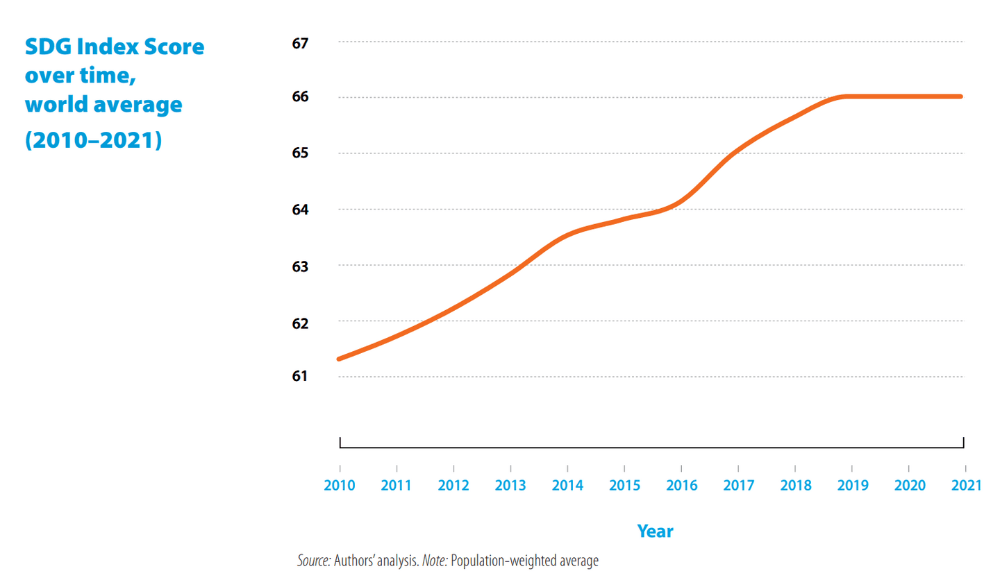 SDG Index Score
over time,
world average
(2010–2021)
67
66
65
64
63
62
61
2010 2011 2012 2013 2014 2015 2016 2017 2018 2019 2020 2021
Year
Source: Authors’ analysis. Note: Population-weighted average